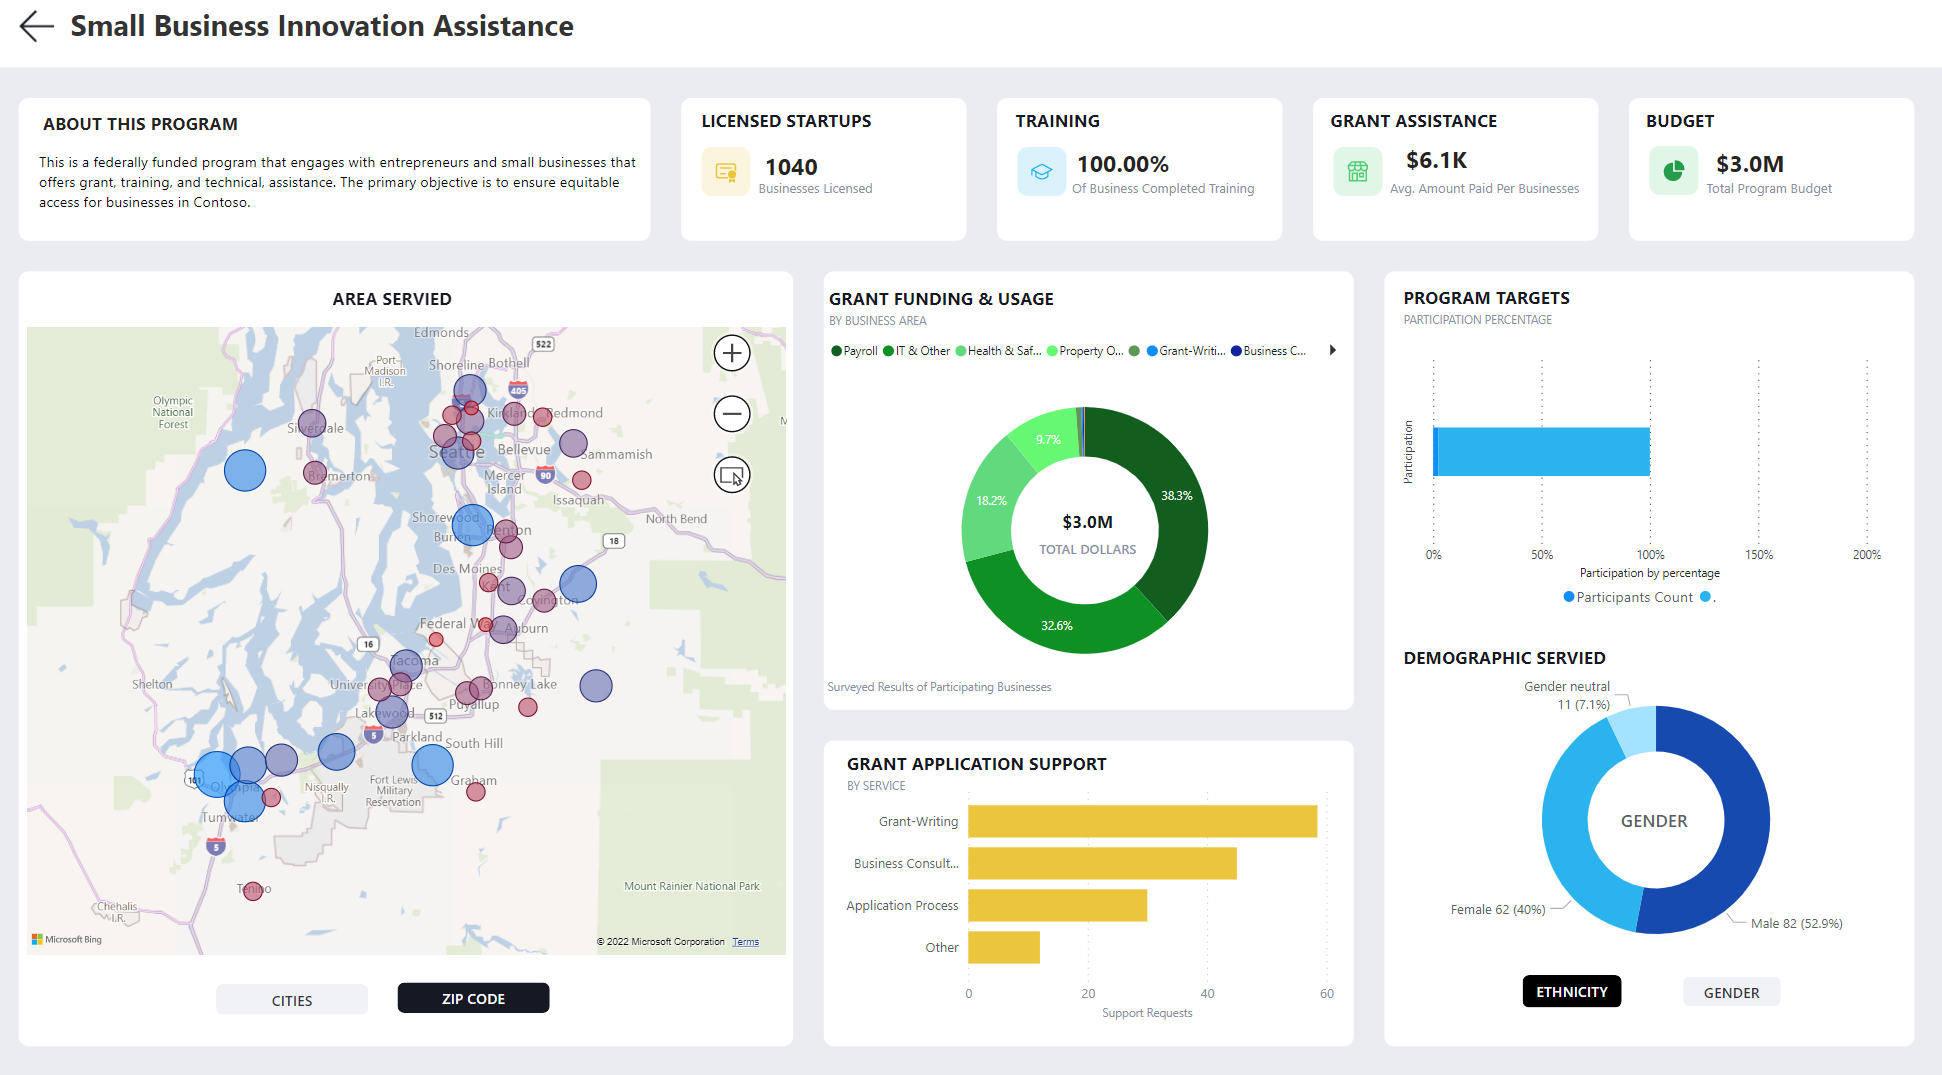 Small Business Innovation Assistance
ABOUT THIS PROGRAM
This is a federally funded program that engages with entrepreneurs and small businesses that
offers grant, training, and technical, assistance. The primary objective is to ensure equitable
access for businesses in Contoso.
LICENSED STARTUPS
1040
Businesses Licensed
TRAINING
100.00%
Of Business Completed Training
GRANT ASSISTANCE
$6.1K
Avg. Amount Paid Per Businesses
BUDGET
$3.0M
Total Program Budget
AREA SERVIED
Edmonds
522
Port
Madison
I.R.
Shoreline
Bothell
405
Olympic
National
Forest
Silverdale
Kirkland
Redmond
Seattle
Bellevue
Sammamish
Bremerton
Mercer
Island
90
Issaquah
Shorewood
North Bend
Burien
Renton
18
Des Moines
Kent
Covington
Federal Way
Auburn
16
Tacoma
Shelton
University Place
Bonney Lake
Lakewood
512
Puyallup
5
Parkland
South Hill
101
Olympia
Nisqually
I.R.
Fort Lewis
Military
Reservation
Graham
Tumwater
5
Tenino
Mount Rainier National Park
Chehalis
I.R.
Microsoft Bing
© 2022 Microsoft Corporation Terms
CITIES
ZIP CODE
GRANT FUNDING & USAGE
BY BUSINESS AREA
Payroll IT & Other Health & Saf... Property O... Grant-Writi... Business C...
9.7%
38.3%
18.2%
32.6%
$3.0M
TOTAL DOLLARS
Surveyed Results of Participating Businesses
GRANT APPLICATION SUPPORT
BY SERVICE
Grant-Writing
Business Consult...
Application Process
Other
0 20 40 60
Support Requests
PROGRAM TARGETS
PARTICIPATION PERCENTAGE
Participation
0% 50% 100% 150% 200%
Participation by percentage
Participants Count .
DEMOGRAPHIC SERVIED
Gender neutral
11 (7.1%)
GENDER
Female 62 (40%)
Male 82 (52.9%)
ETHNICITY
GENDER